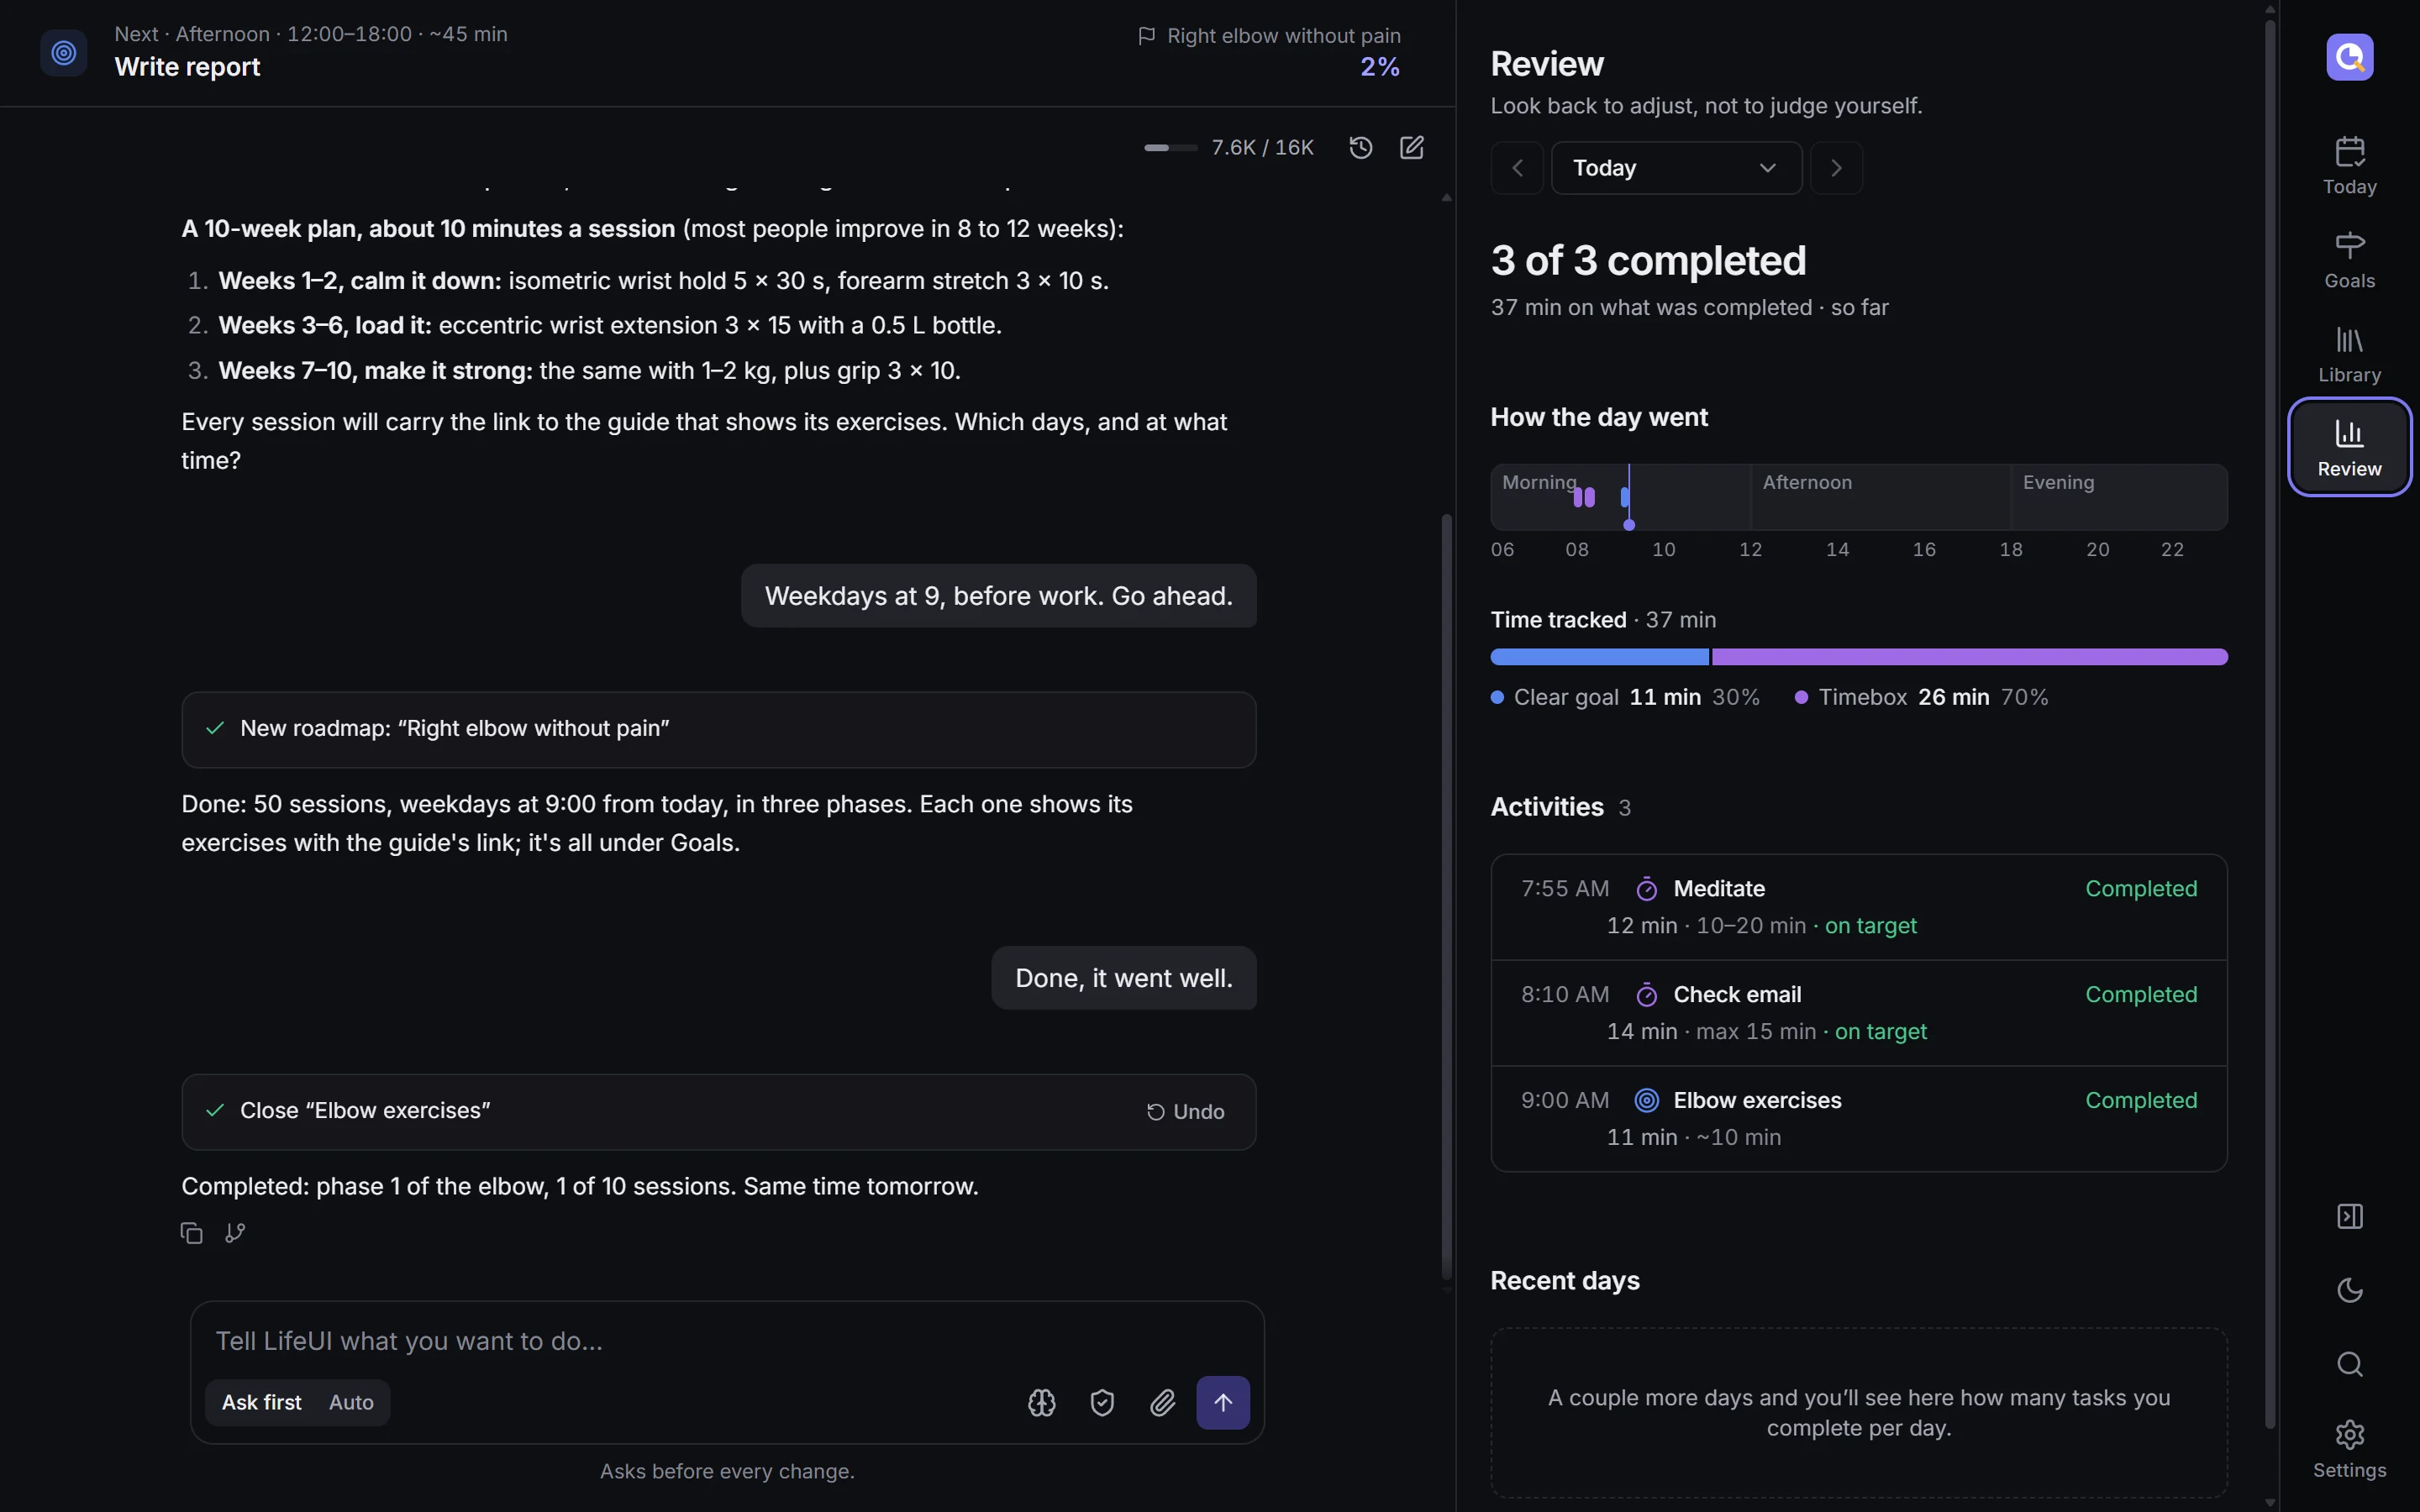 Next · Afternoon · 12:00–18:00 · ~45 min
Write report
Right elbow without pain
2%
7.6K / 16K
A 10-week plan, about 10 minutes a session (most people improve in 8 to 12 weeks):
1. Weeks 1–2, calm it down: isometric wrist hold 5 × 30 s, forearm stretch 3 × 10 s.
2. Weeks 3–6, load it: eccentric wrist extension 3 × 15 with a 0.5 L bottle.
3. Weeks 7–10, make it strong: the same with 1–2 kg, plus grip 3 × 10.
Every session will carry the link to the guide that shows its exercises. Which days, and at what
time?
Weekdays at 9, before work. Go ahead.
New roadmap: “Right elbow without pain”
Done: 50 sessions, weekdays at 9:00 from today, in three phases. Each one shows its
exercises with the guide's link; it's all under Goals.
Done, it went well.
Close “Elbow exercises”
Undo
Completed: phase 1 of the elbow, 1 of 10 sessions. Same time tomorrow.
Tell LifeUI what you want to do...
Ask first
Auto
Asks before every change.
Review
Look back to adjust, not to judge yourself.
Today
3 of 3 completed
37 min on what was completed · so far
How the day went
Morning
Afternoon
Evening
06 08 10 12 14 16 18 20 22
Time tracked · 37 min
Clear goal 11 min 30%
Timebox 26 min 70%
Activities 3
7:55 AM Meditate Completed
12 min · 10–20 min · on target
8:10 AM Check email Completed
14 min · max 15 min · on target
9:00 AM Elbow exercises Completed
11 min · ~10 min
Recent days
A couple more days and you’ll see here how many tasks you
complete per day.
Today
Goals
Library
Review
Settings